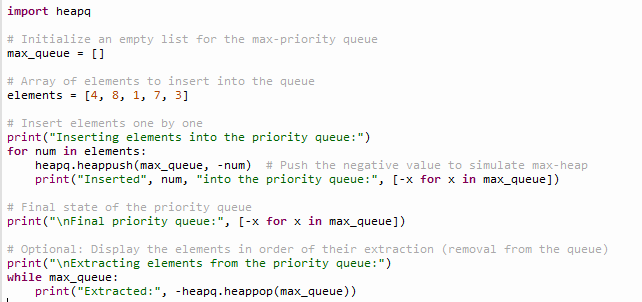 import heapq

# Initialize an empty list for the max-priority queue
max_queue = []

# Array of elements to insert into the queue
elements = [4, 8, 1, 7, 3]

# Insert elements one by one
print("Inserting elements into the priority queue:")
for num in elements:
    heapq.heappush(max_queue, -num)  # Push the negative value to simulate max-heap
    print("Inserted", num, "into the priority queue:", [-x for x in max_queue])

# Final state of the priority queue
print("\nFinal priority queue:", [-x for x in max_queue])

# Optional: Display the elements in order of their extraction (removal from the queue)
print("\nExtracting elements from the priority queue:")
while max_queue:
    print("Extracted:", -heapq.heappop(max_queue))